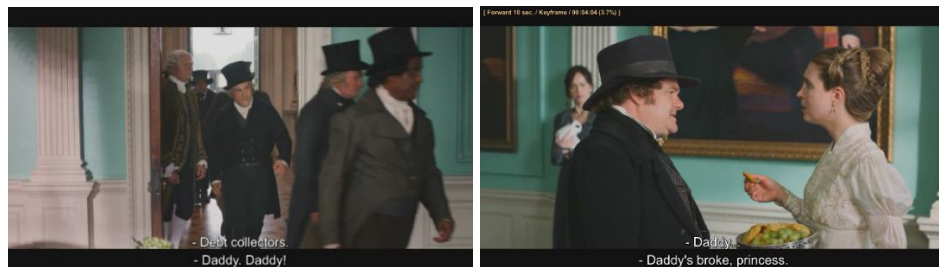 - Debt collectors.
- Daddy. Daddy!
[ Forward 10 sec. / Keyframe / 00:04:04 (3.7%) ]
- Daddy...
- Daddy's broke, princess.